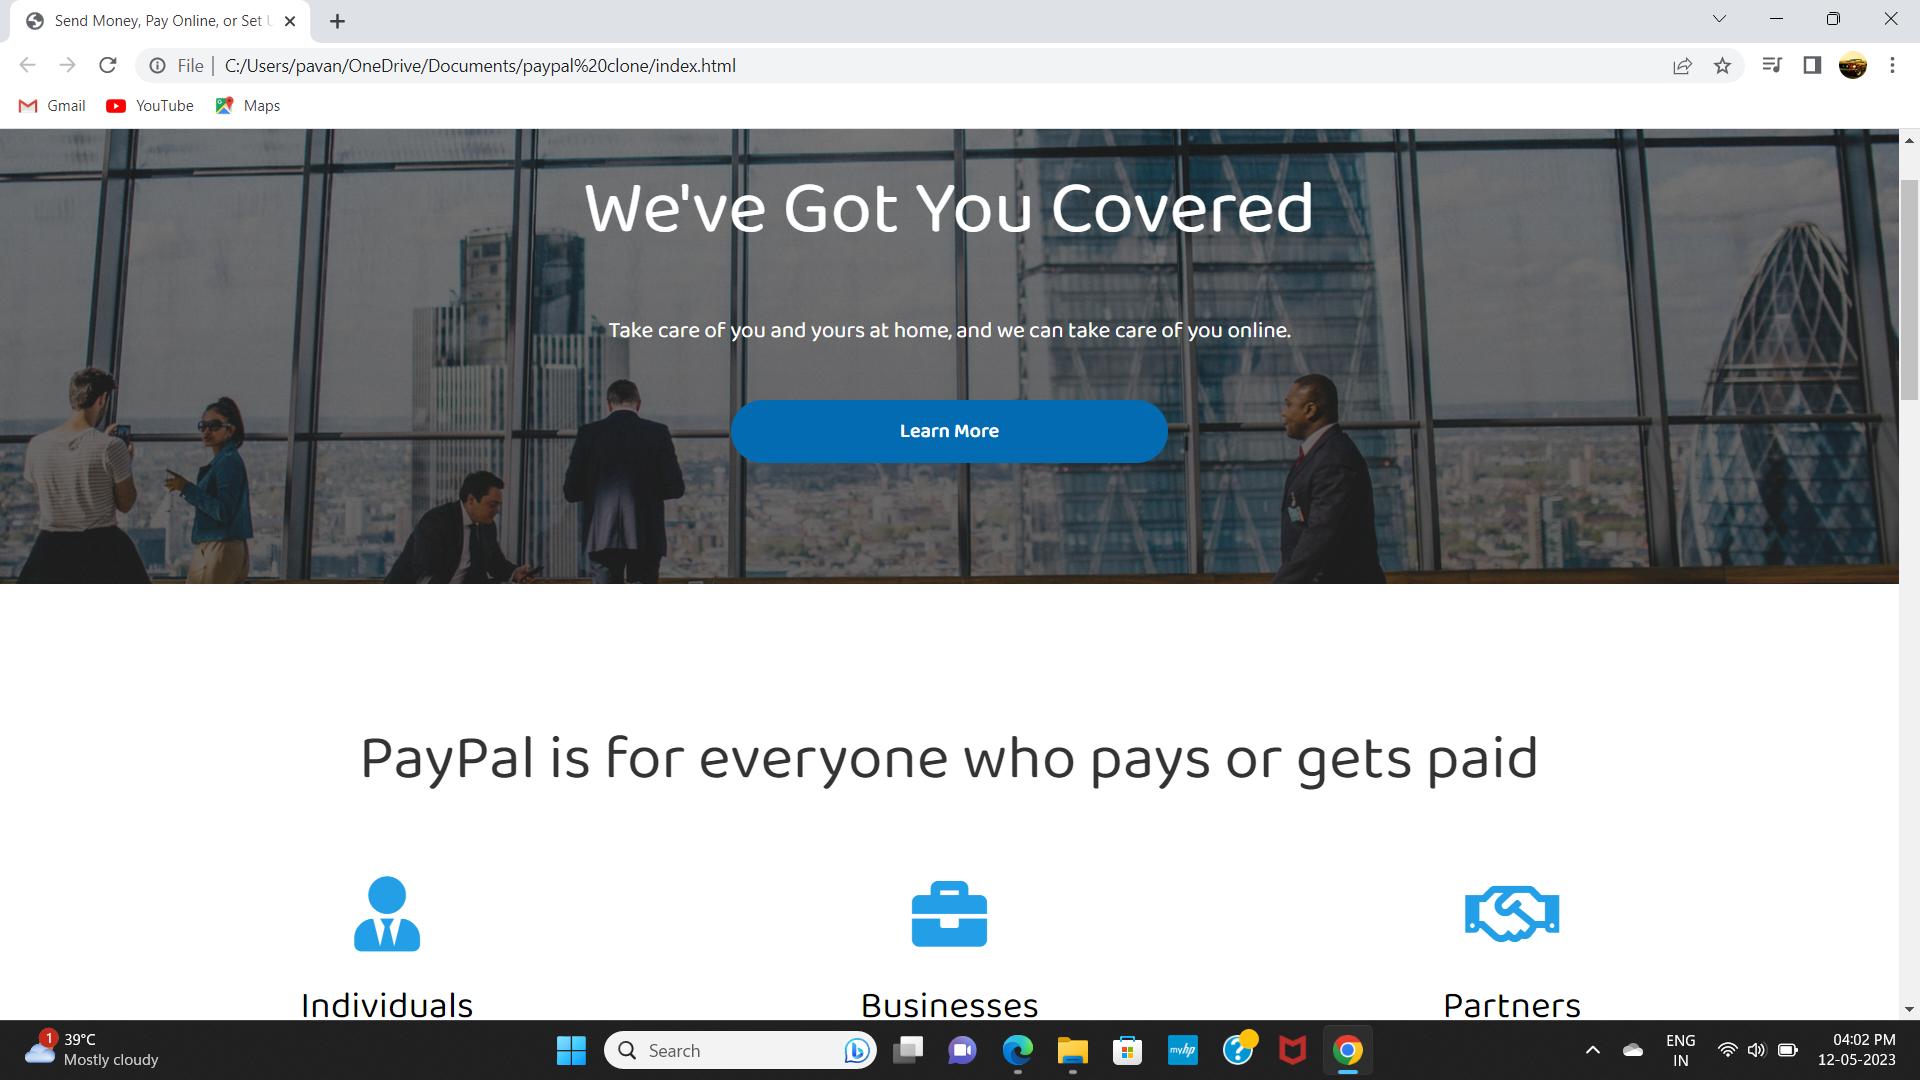 Send Money, Pay Online, or Set U
File | C:/Users/pavan/OneDrive/Documents/paypal%20clone/index.html
Gmail YouTube Maps
We've Got You Covered
Take care of you and yours at home, and we can take care of you online.
Learn More
PayPal is for everyone who pays or gets paid
Individuals Businesses Partners
1 39°C
Mostly cloudy
Search
myhp
ENG
IN
04:02 PM
12-05-2023